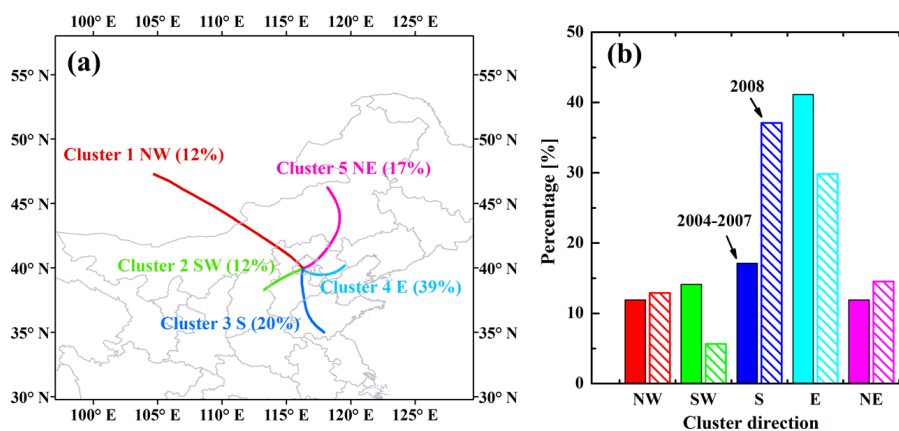 100° E 105° E 110° E 115° E 120° E 125° E
(a)
55° N 55° N
50° N 50° N
45° N 45° N
40° N 40° N
35° N 35° N
30° N 30° N
Cluster 1 NW (12%)
Cluster 5 NE (17%)
Cluster 2 SW (12%)
Cluster 4 E (39%)
Cluster 3 S (20%)
100° E 105° E 110° E 115° E 120° E 125° E
(b)
Percentage [%]
50
40
30
20
10
0
2008
2004-2007
NW SW S E NE
Cluster direction